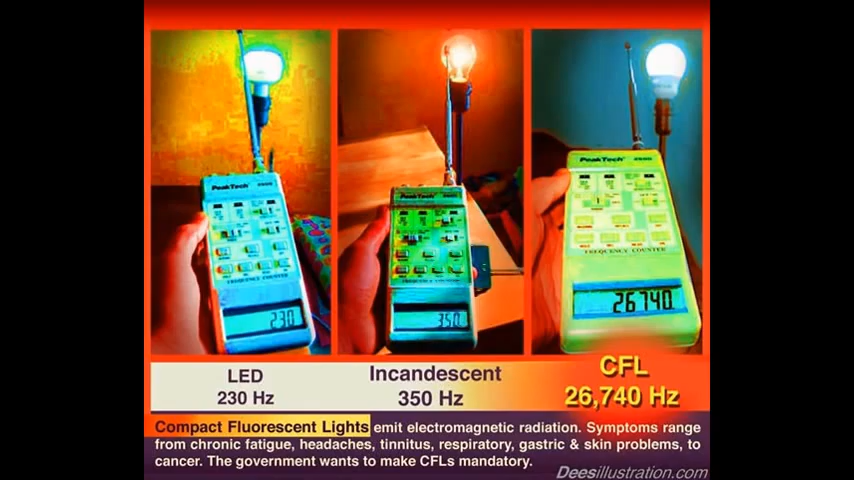 PeakTech
PeakTech
PeakTech
FREQUENCY COUNTER
FREQUENCY COUNTER
230
350
26740
LED
230 Hz
Incandescent
350 Hz
CFL
26,740 Hz
Compact Fluorescent Lights emit electromagnetic radiation. Symptoms range
from chronic fatigue, headaches, tinnitus, respiratory, gastric & skin problems, to
cancer. The government wants to make CFLs mandatory.
Deesillustration.com